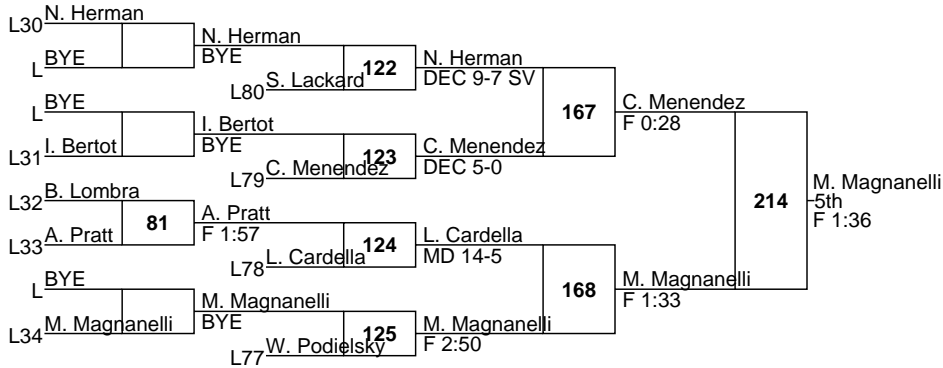 L30 N. Herman
L BYE
N. Herman
BYE
L80 S. Lackard
122
N. Herman
DEC 9-7 SV
L BYE
L31 I. Bertot
I. Bertot
BYE
L79 C. Menendez
123
C. Menendez
DEC 5-0
167
C. Menendez
F 0:28
L32 B. Lombra
L33 A. Pratt
81
A. Pratt
F 1:57
L78 L. Cardella
124
L. Cardella
MD 14-5
L BYE
L34 M. Magnanelli
M. Magnanelli
BYE
L77 W. Podielsky
125
M. Magnanelli
F 2:50
168
M. Magnanelli
F 1:33
214
M. Magnanelli
5th
F 1:36